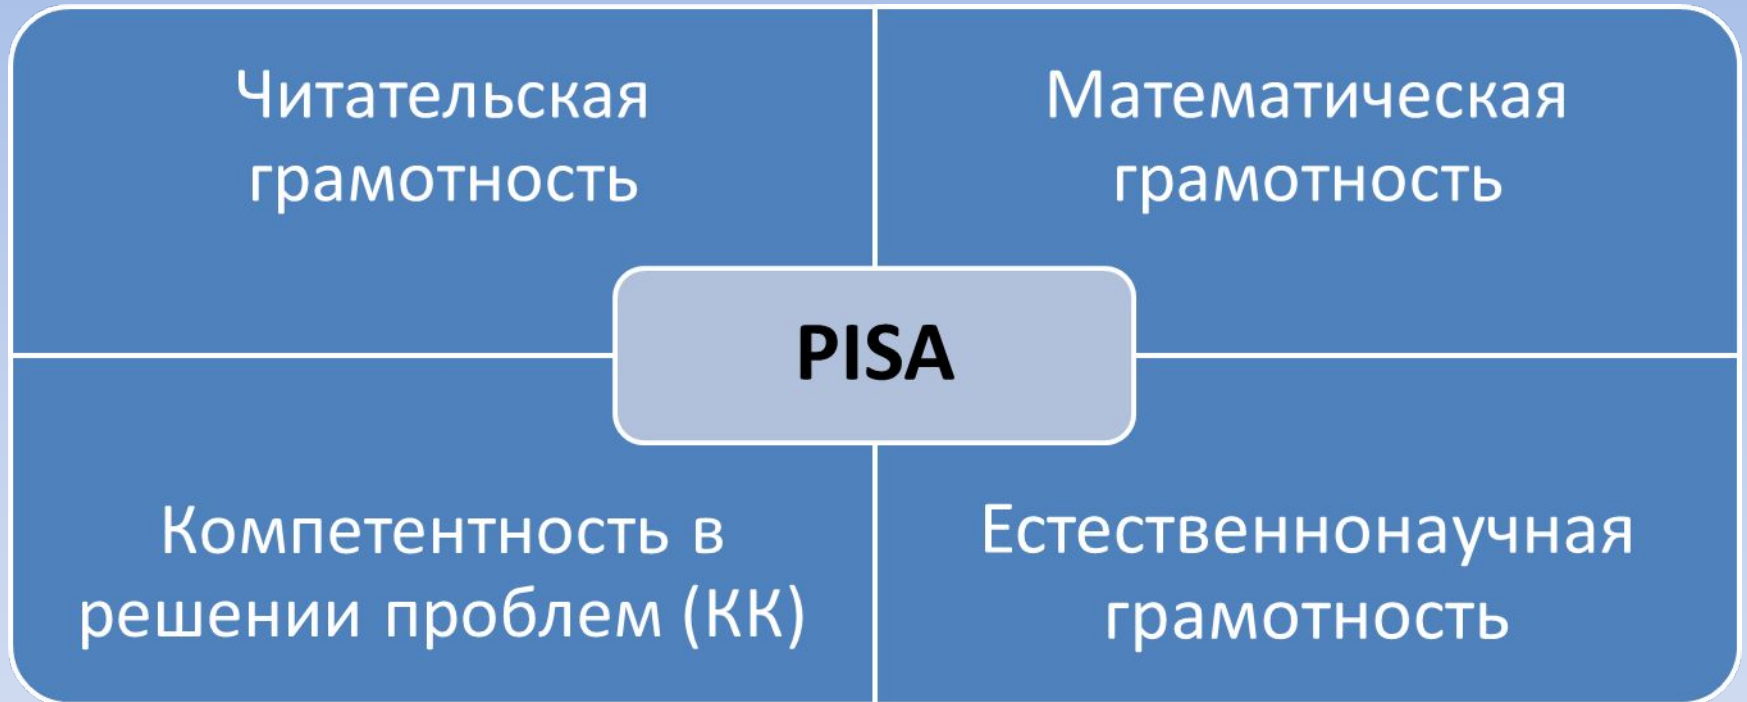 Читательская
грамотность
Математическая
грамотность
PISA
Компетентность в
решении проблем (КК)
Естественнонаучная
грамотность